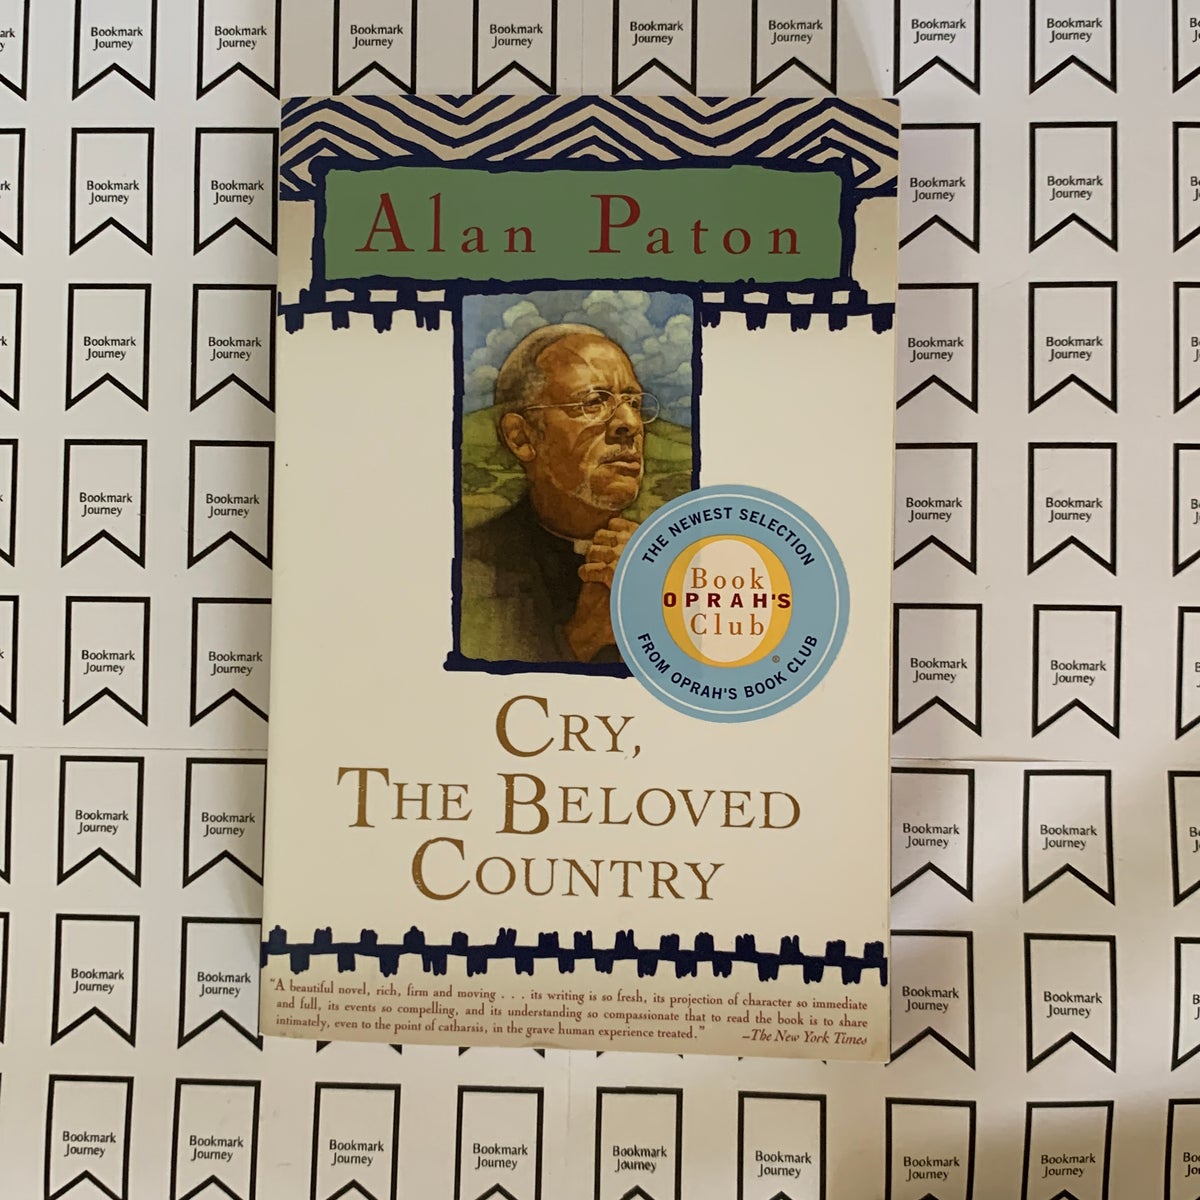 Alan Paton
THE NEWEST SELECTION
Book
OPRAH'S
Club
®
FROM OPRAH'S BOOK CLUB
CRY,
THE BELOVED
COUNTRY
"A beautiful novel, rich, firm and moving . . . its writing is so fresh, its projection of character so immediate
and full, its events so compelling, and its understanding so compassionate that to read the book is to share
intimately, even to the point of catharsis, in the grave human experience treated."
–The New York Times
Bookmark
Journey